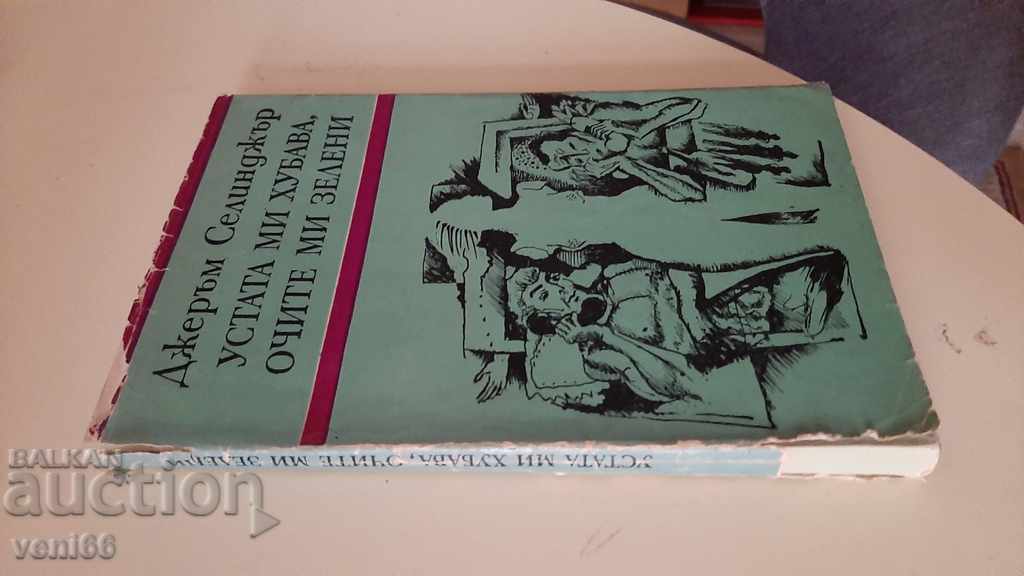 Джеръм Селинджър
УСТАТА МИ ХУБАВА,
ОЧИТЕ МИ ЗЕЛЕНИ
УСТАТА МИ ХУБАВА, ОЧИТЕ МИ ЗЕЛЕНИ
BALKAN
auction
veni66